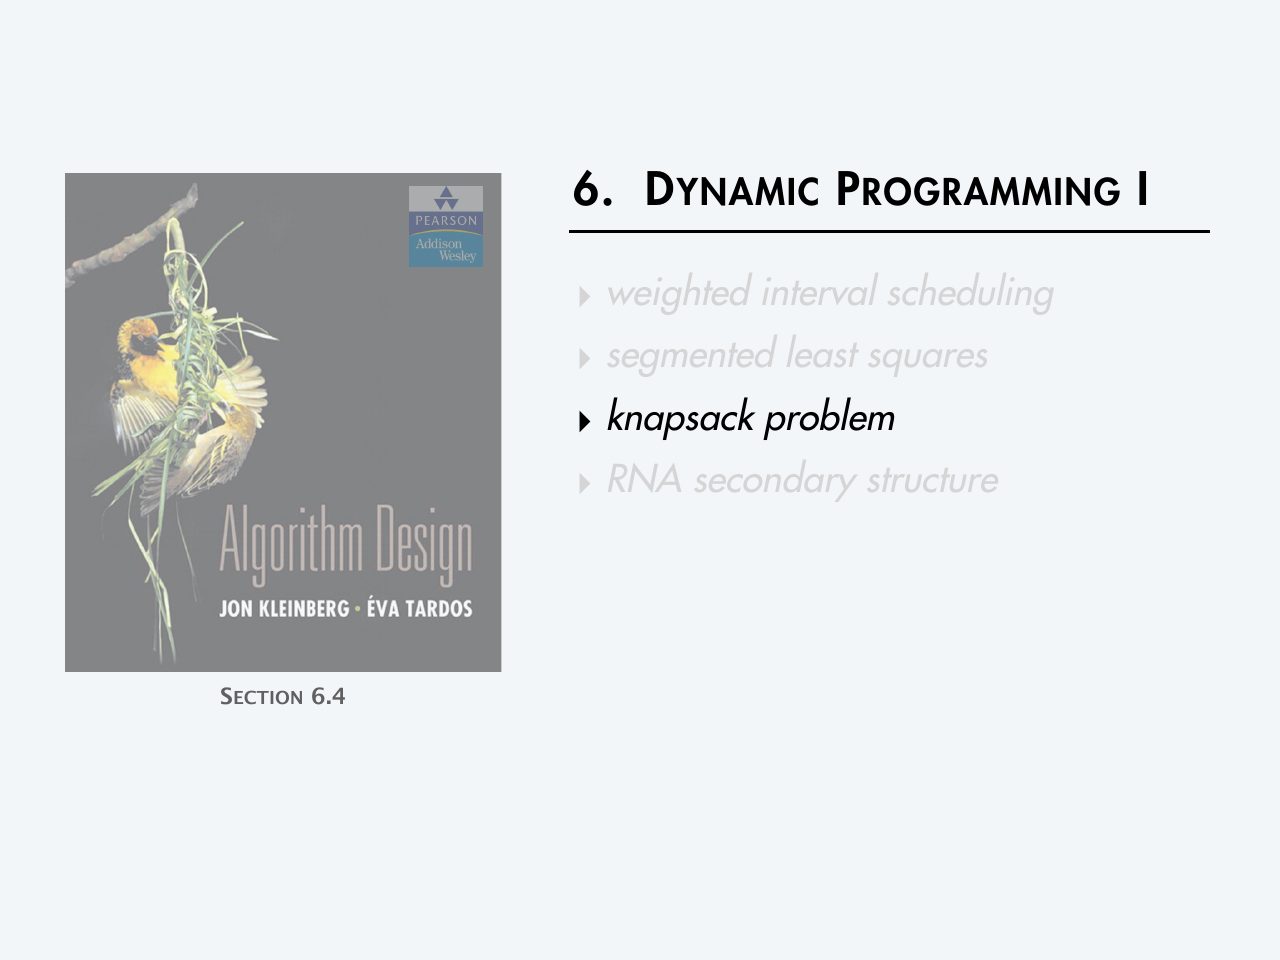 PEARSON
Addison
Wesley
Algorithm Design
JON KLEINBERG • ÉVA TARDOS
SECTION 6.4
6. DYNAMIC PROGRAMMING I
‣ weighted interval scheduling
‣ segmented least squares
‣ knapsack problem
‣ RNA secondary structure